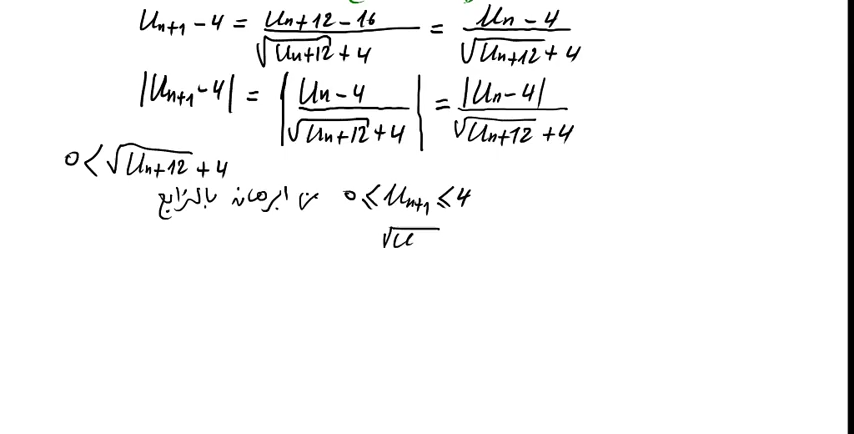 Un+1 − 4 = (Un+12−16)/(√(Un+12) + 4) = (Un − 4)/(√(Un+12) + 4)
|Un+1 − 4| = |(Un − 4)/(√(Un+12) + 4)| = |Un − 4|/(√(Un+12) + 4)
0 < √(Un+12) + 4
من البرهان بالتراجع 0 ≤ Un+1 ≤ 4
√u